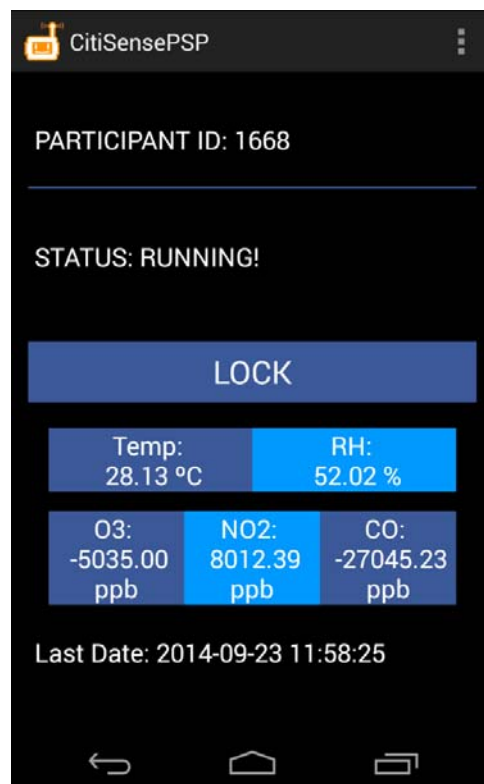 CitiSensePSP
PARTICIPANT ID: 1668
STATUS: RUNNING!
LOCK
Temp:
28.13 ºC
RH:
52.02 %
O3:
-5035.00
ppb
NO2:
8012.39
ppb
CO:
-27045.23
ppb
Last Date: 2014-09-23 11:58:25